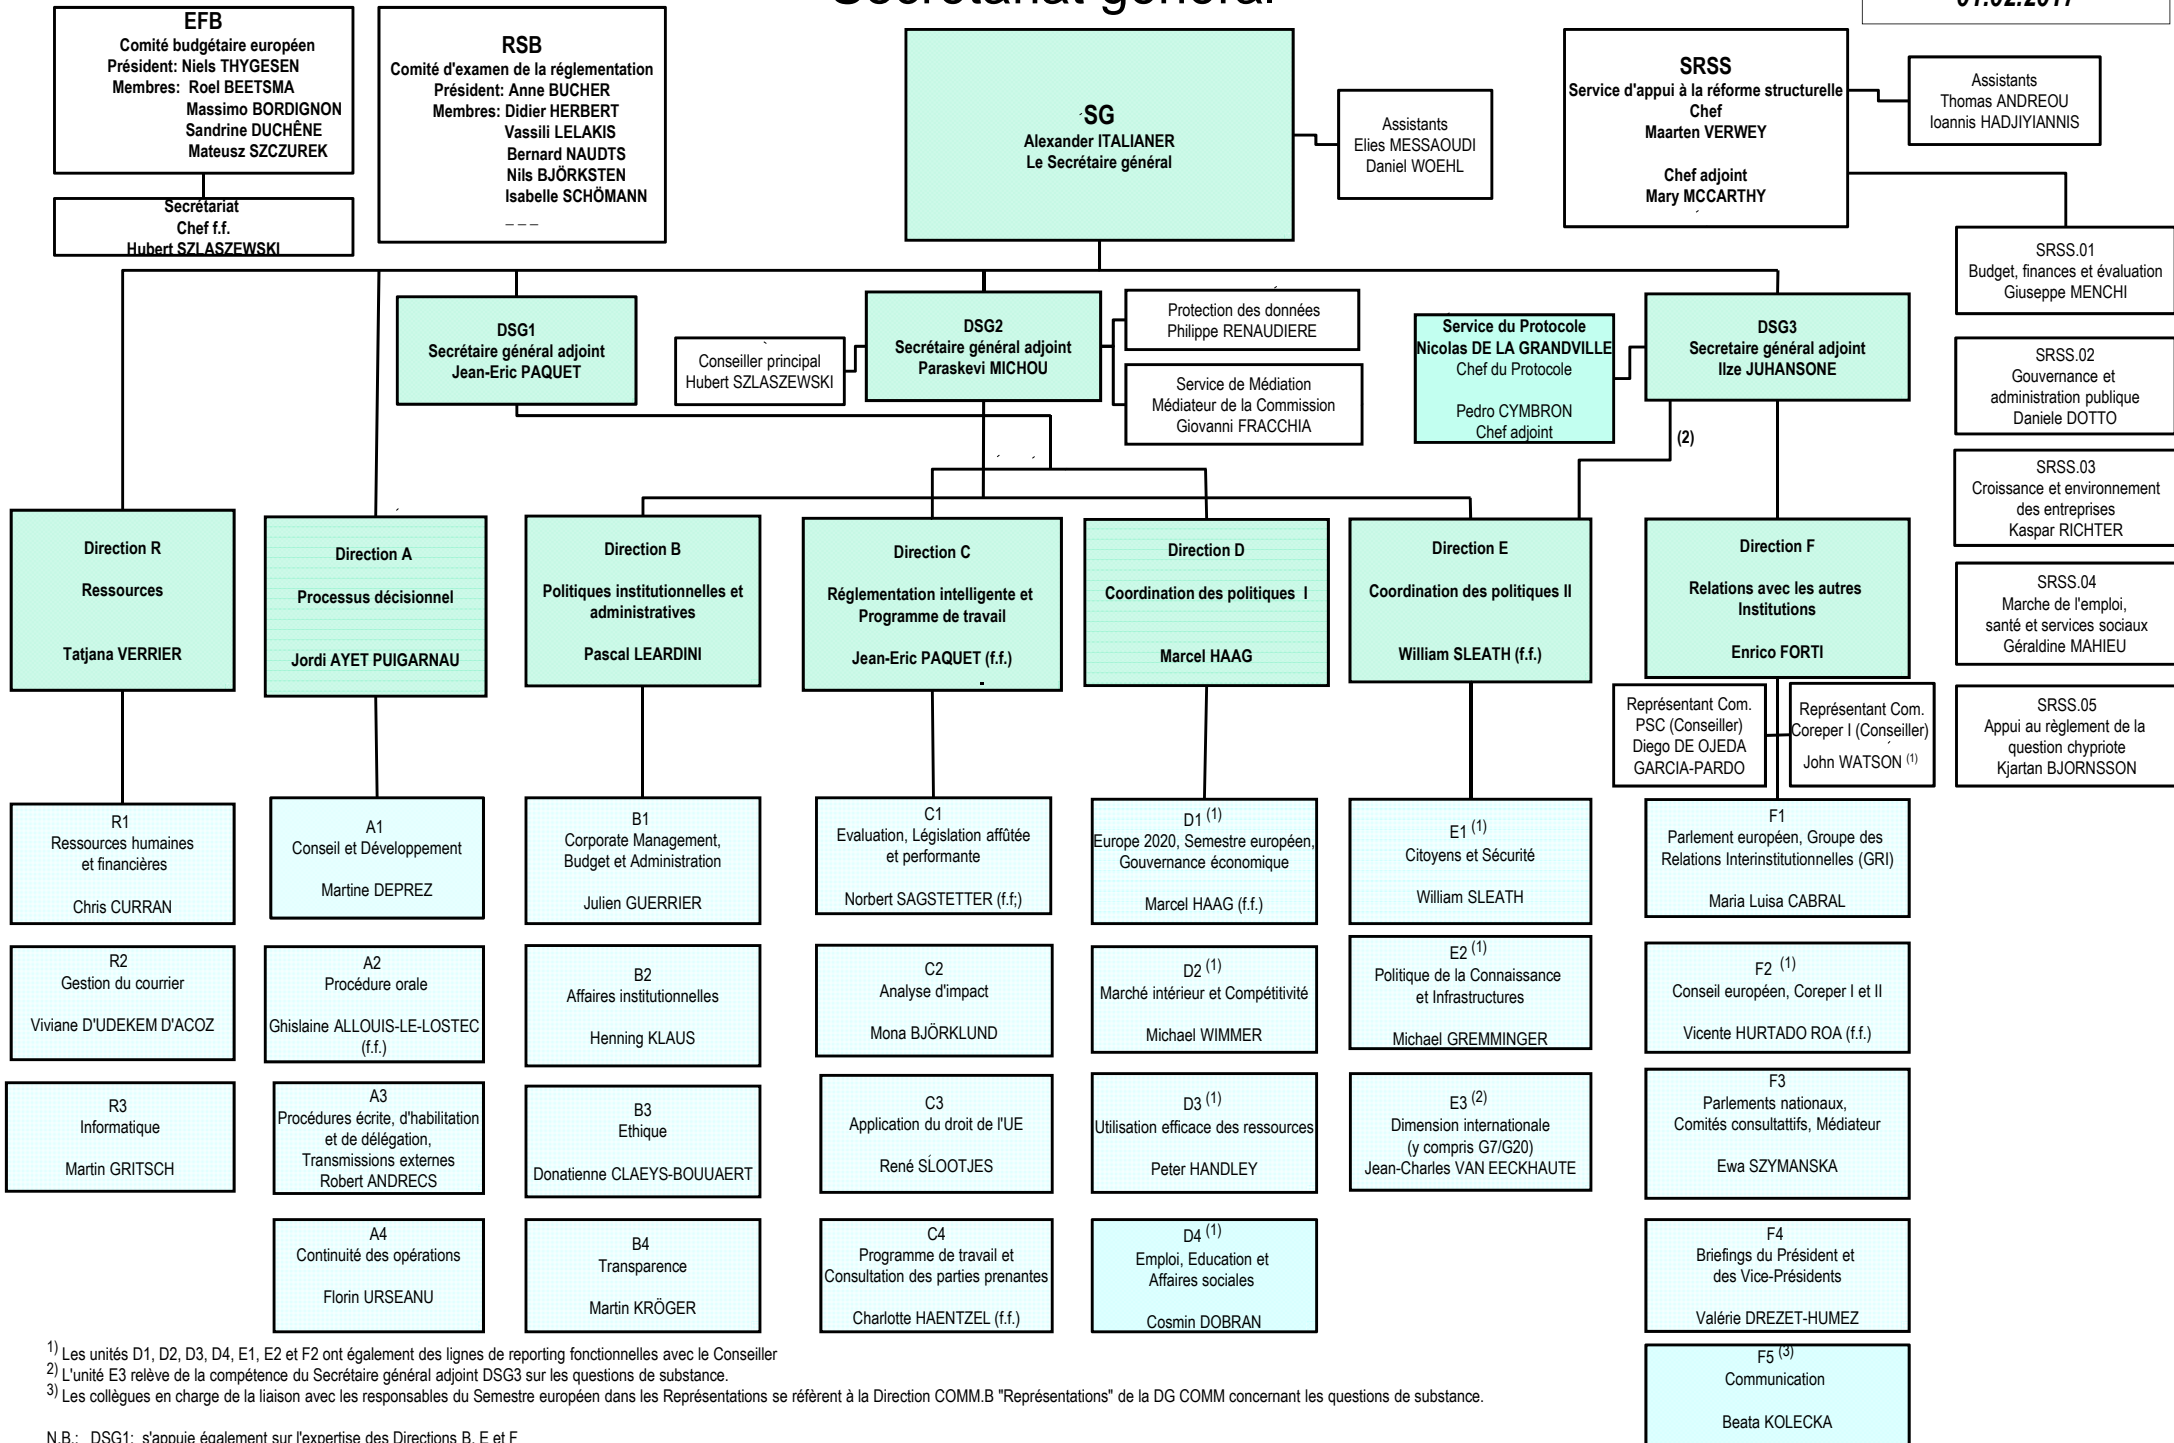 Secrétariat général
01.02.2017
EFB
Comité budgétaire européen
Président: Niels THYGESEN
Membres: Roel BEETSMA
Massimo BORDIGNON
Sandrine DUCHÊNE
Mateusz SZCZUREK
Secrétariat
Chef f.f.
Hubert SZLASZEWSKI
RSB
Comité d'examen de la réglementation
Président: Anne BUCHER
Membres: Didier HERBERT
Vassili LELAKIS
Bernard NAUDTS
Nils BJÖRKSTEN
Isabelle SCHÖMANN
_ _ _
SG
Alexander ITALIANER
Le Secrétaire général
Assistants
Elies MESSAOUDI
Daniel WOEHL
SRSS
Service d'appui à la réforme structurelle
Chef
Maarten VERWEY
Chef adjoint
Mary MCCARTHY
Assistants
Thomas ANDREOU
Ioannis HADJIYIANNIS
SRSS.01
Budget, finances et évaluation
Giuseppe MENCHI
SRSS.02
Gouvernance et
administration publique
Daniele DOTTO
SRSS.03
Croissance et environnement
des entreprises
Kaspar RICHTER
SRSS.04
Marche de l'emploi,
santé et services sociaux
Géraldine MAHIEU
SRSS.05
Appui au règlement de la
question chypriote
Kjartan BJORNSSON
DSG1
Secrétaire général adjoint
Jean-Eric PAQUET
Conseiller principal
Hubert SZLASZEWSKI
DSG2
Secrétaire général adjoint
Paraskevi MICHOU
Protection des données
Philippe RENAUDIERE
Service de Médiation
Médiateur de la Commission
Giovanni FRACCHIA
Service du Protocole
Nicolas DE LA GRANDVILLE
Chef du Protocole
Pedro CYMBRON
Chef adjoint
DSG3
Secretaire général adjoint
Ilze JUHANSONE
(2)
Direction R
Ressources
Tatjana VERRIER
Direction A
Processus décisionnel
Jordi AYET PUIGARNAU
Direction B
Politiques institutionnelles et
administratives
Pascal LEARDINI
Direction C
Réglementation intelligente et
Programme de travail
Jean-Eric PAQUET (f.f.)
Direction D
Coordination des politiques I
Marcel HAAG
Direction E
Coordination des politiques II
William SLEATH (f.f.)
Direction F
Relations avec les autres
Institutions
Enrico FORTI
Représentant Com.
PSC (Conseiller)
Diego DE OJEDA
GARCIA-PARDO
Représentant Com.
Coreper I (Conseiller)
John WATSON (1)
R1
Ressources humaines
et financières
Chris CURRAN
A1
Conseil et Développement
Martine DEPREZ
B1
Corporate Management,
Budget et Administration
Julien GUERRIER
C1
Evaluation, Législation affûtée
et performante
Norbert SAGSTETTER (f.f;)
D1 (1)
Europe 2020, Semestre européen,
Gouvernance économique
Marcel HAAG (f.f.)
E1 (1)
Citoyens et Sécurité
William SLEATH
F1
Parlement européen, Groupe des
Relations Interinstitutionnelles (GRI)
Maria Luisa CABRAL
R2
Gestion du courrier
Viviane D'UDEKEM D'ACOZ
A2
Procédure orale
Ghislaine ALLOUIS-LE-LOSTEC
(f.f.)
B2
Affaires institutionnelles
Henning KLAUS
C2
Analyse d'impact
Mona BJÖRKLUND
D2 (1)
Marché intérieur et Compétitivité
Michael WIMMER
E2 (1)
Politique de la Connaissance
et Infrastructures
Michael GREMMINGER
F2 (1)
Conseil européen, Coreper I et II
Vicente HURTADO ROA (f.f.)
R3
Informatique
Martin GRITSCH
A3
Procédures écrite, d'habilitation
et de délégation,
Transmissions externes
Robert ANDRECS
B3
Ethique
Donatienne CLAEYS-BOUUAERT
C3
Application du droit de l'UE
René SLOOTJES
D3 (1)
Utilisation efficace des ressources
Peter HANDLEY
E3 (2)
Dimension internationale
(y compris G7/G20)
Jean-Charles VAN EECKHAUTE
F3
Parlements nationaux,
Comités consultattifs, Médiateur
Ewa SZYMANSKA
A4
Continuité des opérations
Florin URSEANU
B4
Transparence
Martin KRÖGER
C4
Programme de travail et
Consultation des parties prenantes
Charlotte HAENTZEL (f.f.)
D4 (1)
Emploi, Education et
Affaires sociales
Cosmin DOBRAN
F4
Briefings du Président et
des Vice-Présidents
Valérie DREZET-HUMEZ
F5 (3)
Communication
Beata KOLECKA
1) Les unités D1, D2, D3, D4, E1, E2 et F2 ont également des lignes de reporting fonctionnelles avec le Conseiller
2) L'unité E3 relève de la compétence du Secrétaire général adjoint DSG3 sur les questions de substance.
3) Les collègues en charge de la liaison avec les responsables du Semestre européen dans les Représentations se réfèrent à la Direction COMM.B "Représentations" de la DG COMM concernant les questions de substance.
N.B.: DSG1: s'appuie également sur l'expertise des Directions B, E et F